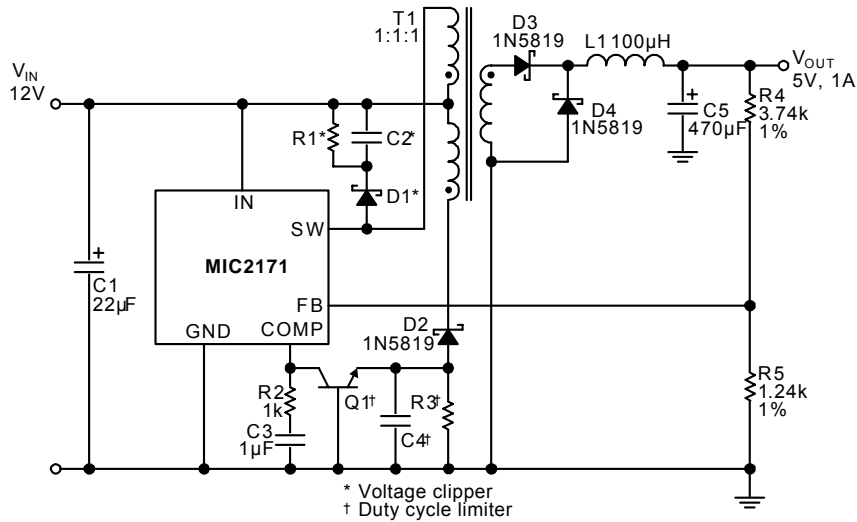 T1
1:1:1
D3
1N5819
L1 100µH
VOUT
5V, 1A
VIN
12V
R4
3.74k
1%
D4
1N5819
C5
470µF
R1*
C2*
D1*
IN
SW
MIC2171
C1
22µF
FB
GND
COMP
D2
1N5819
R2
1k
Q1†
R3†
C4†
C3
1µF
R5
1.24k
1%
* Voltage clipper
† Duty cycle limiter